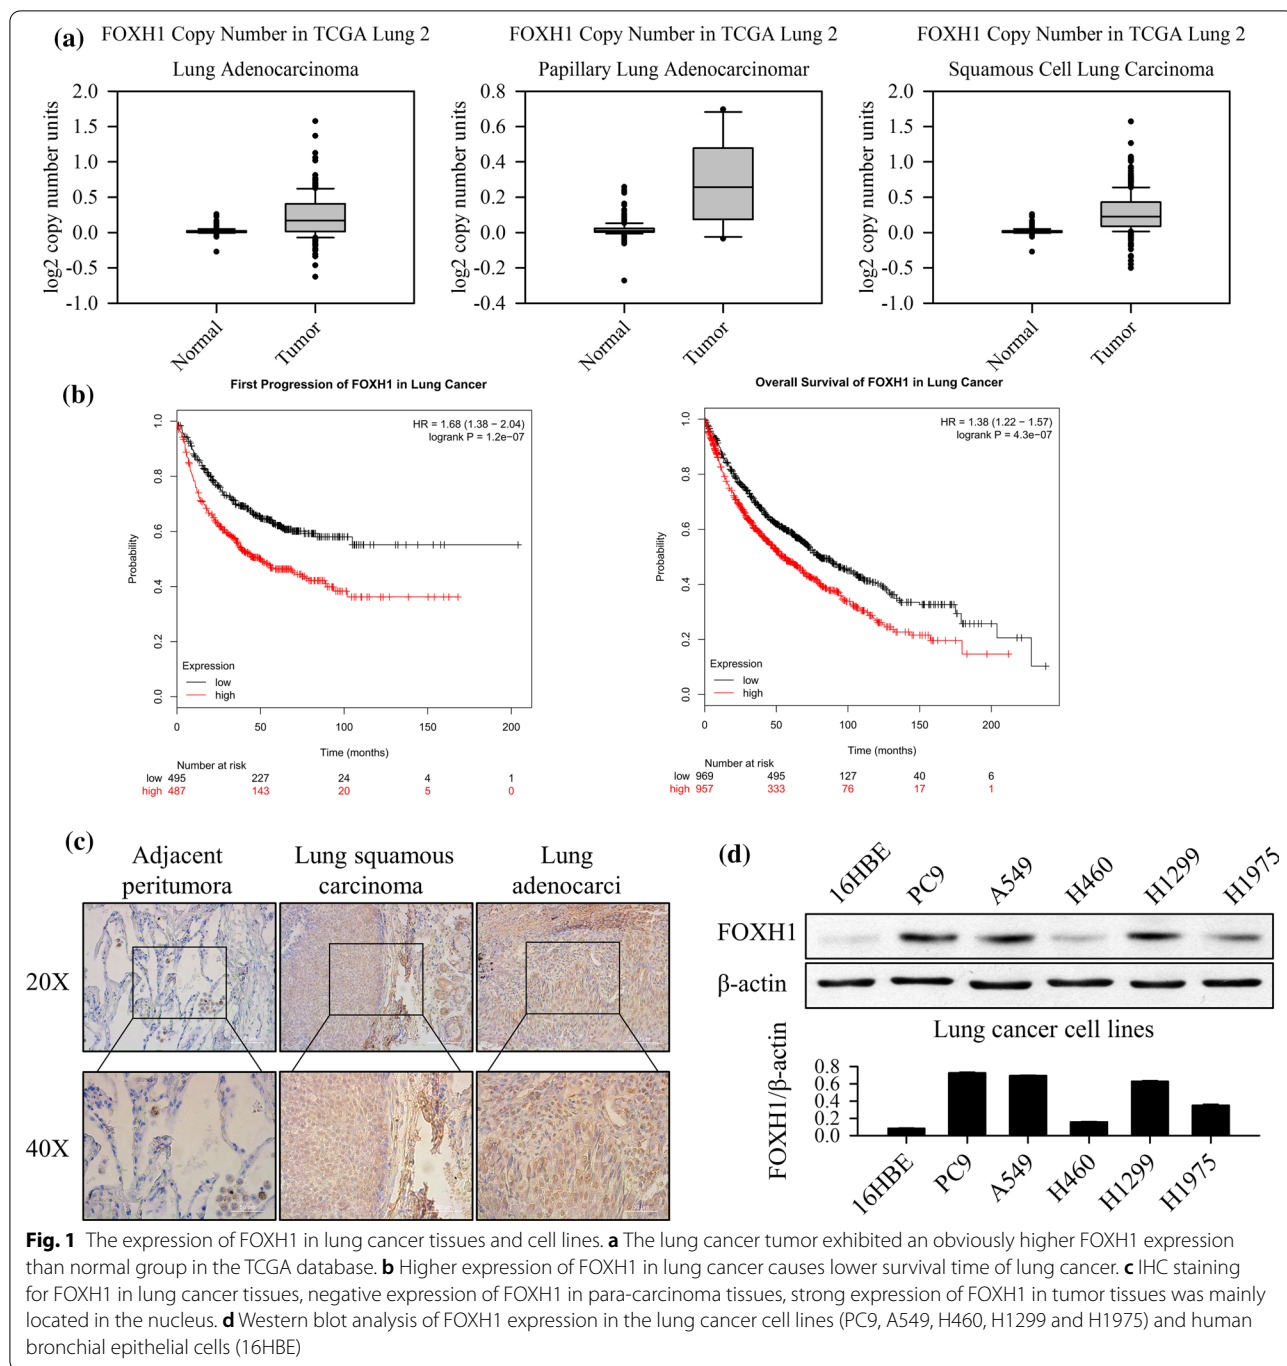 (a)
FOXH1 Copy Number in TCGA Lung 2
Lung Adenocarcinoma
log2 copy number units
2.0
1.5
1.0
0.5
0.0
-0.5
-1.0
Normal
Tumor
FOXH1 Copy Number in TCGA Lung 2
Papillary Lung Adenocarcinomar
log2 copy number units
0.8
0.6
0.4
0.2
0.0
-0.2
-0.4
Normal
Tumor
FOXH1 Copy Number in TCGA Lung 2
Squamous Cell Lung Carcinoma
log2 copy number units
2.0
1.5
1.0
0.5
0.0
-0.5
-1.0
Normal
Tumor
(b)
First Progression of FOXH1 in Lung Cancer
HR = 1.68 (1.38 − 2.04)
logrank P = 1.2e−07
Probability
1.0
0.8
0.6
0.4
0.2
0.0
Expression
low
high
0 50 100 150 200
Time (months)
Number at risk
low 495 227 24 4 1
high 487 143 20 5 0
Overall Survival of FOXH1 in Lung Cancer
HR = 1.38 (1.22 − 1.57)
logrank P = 4.3e−07
Probability
1.0
0.8
0.6
0.4
0.2
0.0
Expression
low
high
0 50 100 150 200
Time (months)
Number at risk
low 969 495 127 40 6
high 957 333 76 17 1
(c)
Adjacent
peritumora
Lung squamous
carcinoma
Lung
adenocarci
20X
40X
(d)
16HBE PC9 A549 H460 H1299 H1975
FOXH1
β-actin
Lung cancer cell lines
FOXH1/β-actin
0.8
0.6
0.4
0.2
0.0
16HBE PC9 A549 H460 H1299 H1975
Fig. 1 The expression of FOXH1 in lung cancer tissues and cell lines. a The lung cancer tumor exhibited an obviously higher FOXH1 expression
than normal group in the TCGA database. b Higher expression of FOXH1 in lung cancer causes lower survival time of lung cancer. c IHC staining
for FOXH1 in lung cancer tissues, negative expression of FOXH1 in para-carcinoma tissues, strong expression of FOXH1 in tumor tissues was mainly
located in the nucleus. d Western blot analysis of FOXH1 expression in the lung cancer cell lines (PC9, A549, H460, H1299 and H1975) and human
bronchial epithelial cells (16HBE)